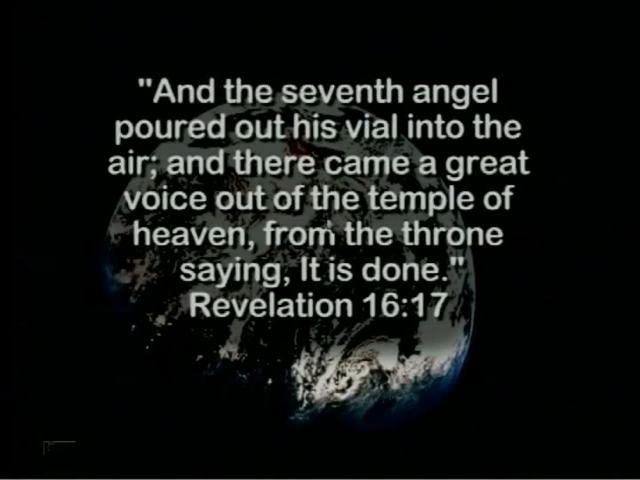 "And the seventh angel
poured out his vial into the
air; and there came a great
voice out of the temple of
heaven, from the throne
saying, It is done."
Revelation 16:17